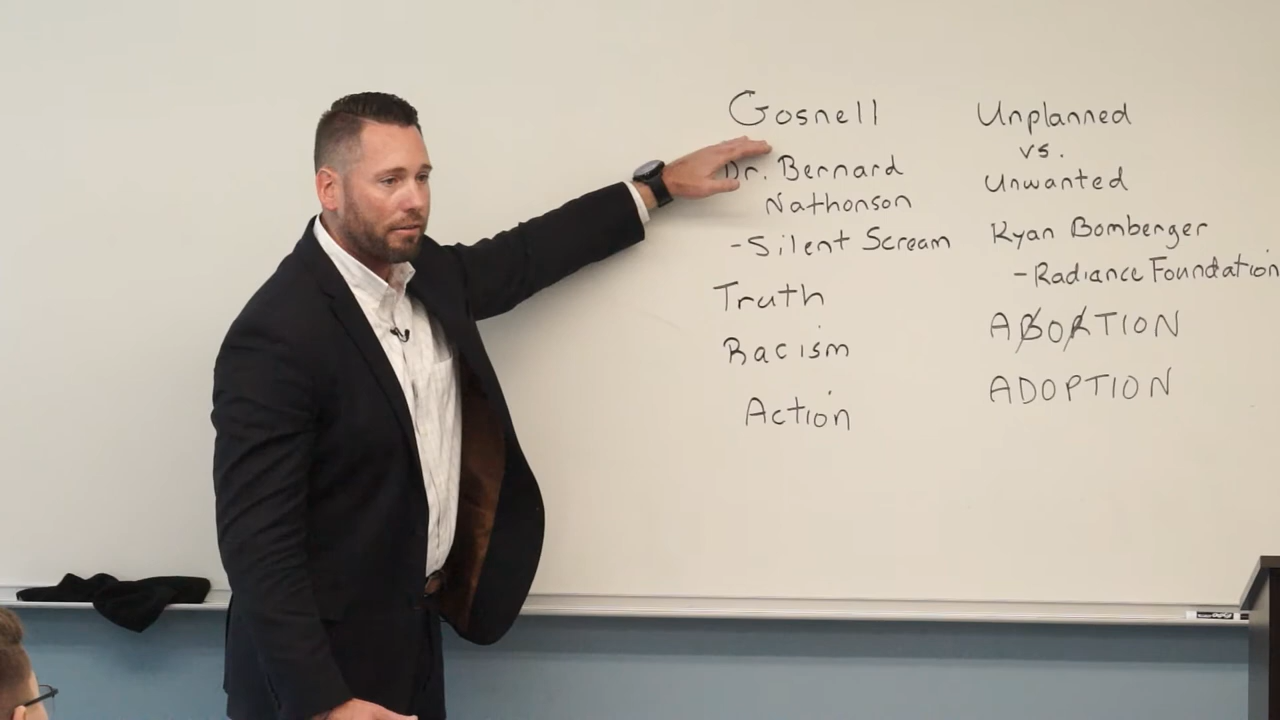 Gosnell
Dr. Bernard
Nathonson
-Silent Scream
Truth
Racism
Action
Unplanned
vs.
Unwanted
Ryan Bomberger
-Radiance Foundation
ABORTION
ADOPTION